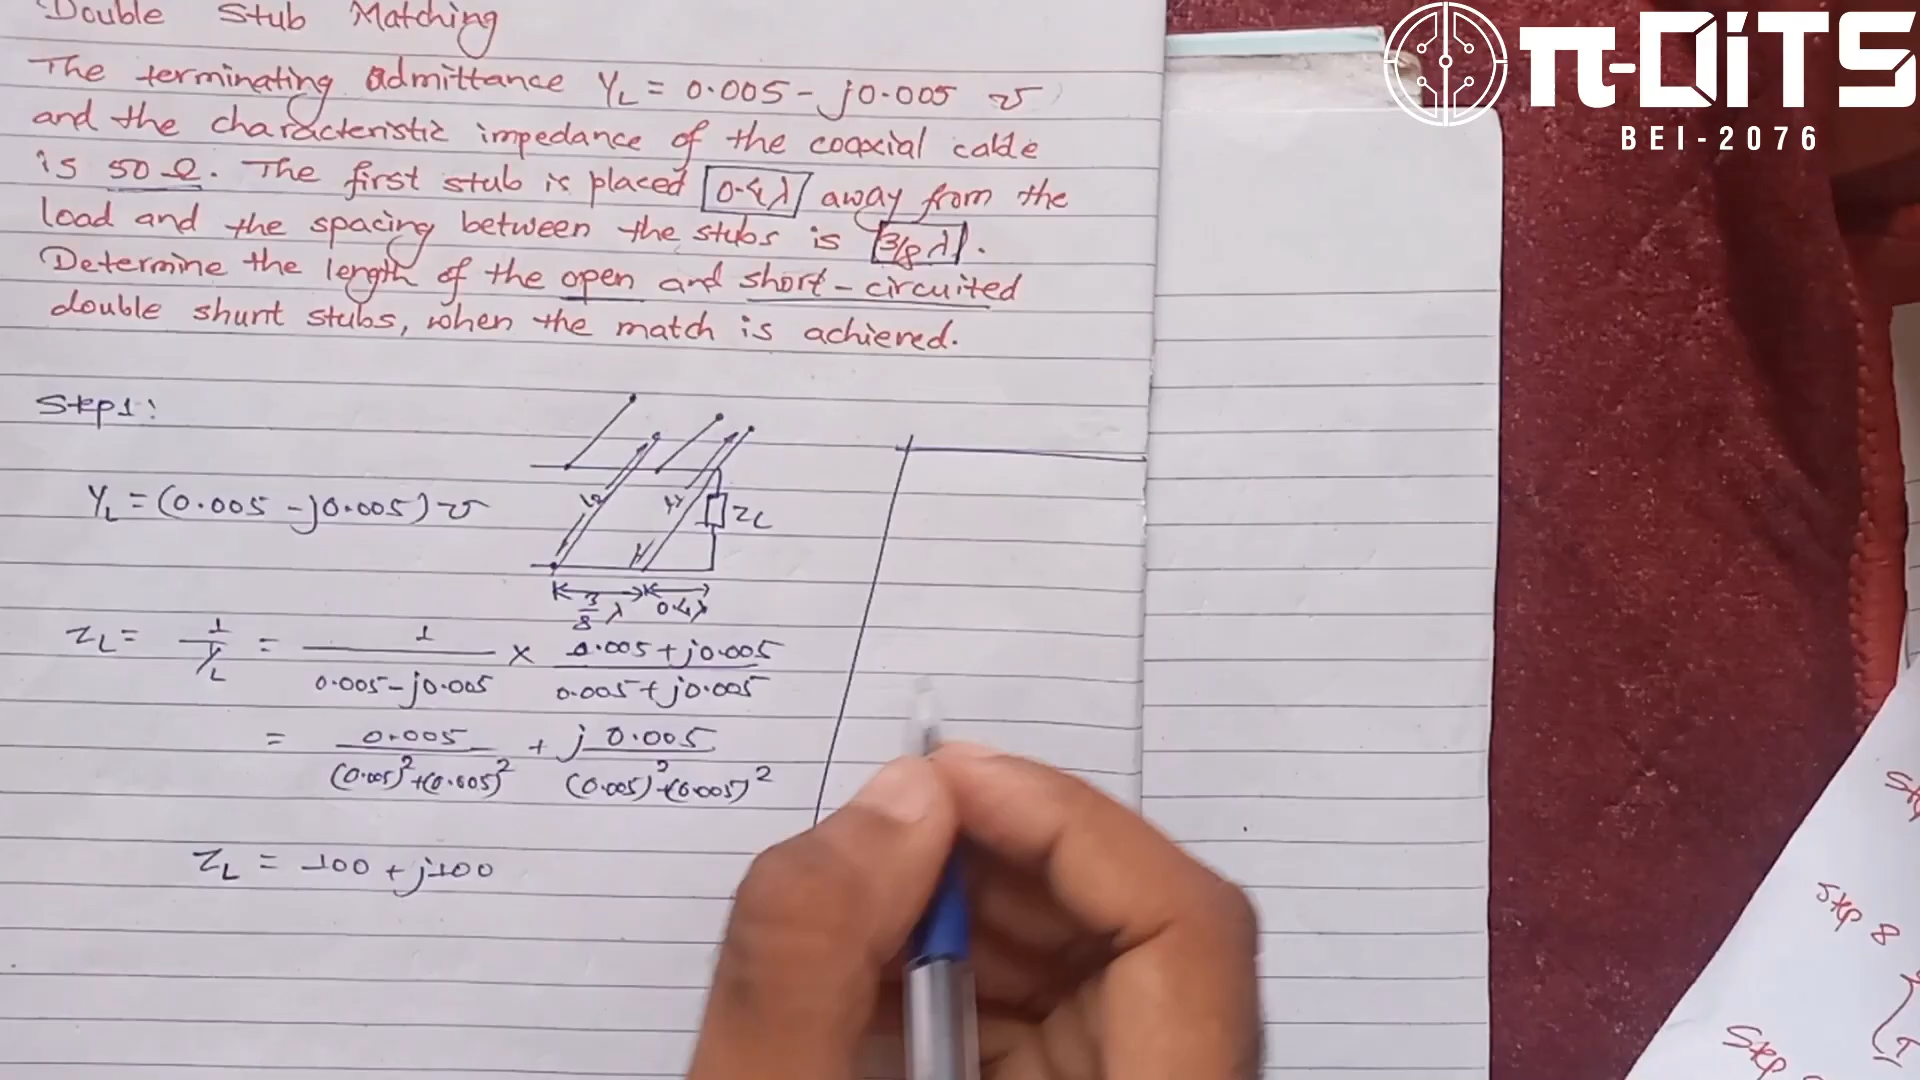 Double Stub Matching
The terminating admittance YL = 0.005 - j0.005 ℧
and the characteristic impedance of the coaxial cable
is 50 Ω. The first stub is placed 0.4λ away from the
load and the spacing between the stubs is 3/8 λ.
Determine the length of the open and short-circuited
double shunt stubs, when the match is achieved.
Step1:
YL = (0.005 - j0.005) ℧
ZL
3/8 λ 0.4λ
ZL = 1/YL = 1/(0.005 - j0.005) × (0.005 + j0.005)/(0.005 + j0.005)
= 0.005/((0.005)² + (0.005)²) + j 0.005/((0.005)² + (0.005)²)
ZL = 100 + j100
π-DiTS
BEI-2076
Step 8
Step